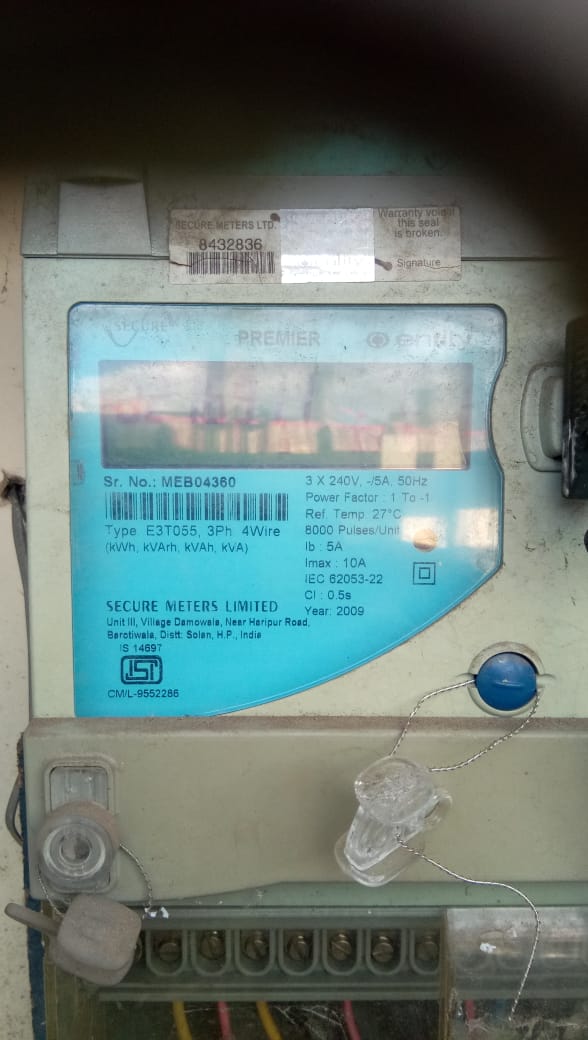 SECURE METERS LTD.
8432836
Warranty void if
this seal
is broken.
Signature
SECURE
PREMIER
Sr. No.: MEB04360
Type E3T055, 3Ph 4Wire
(kWh, kVArh, kVAh, kVA)
3 X 240V, -/5A, 50Hz
Power Factor : 1 To -1
Ref. Temp. 27°C
8000 Pulses/Unit
Ib : 5A
Imax : 10A
IEC 62053-22
Cl : 0.5s
Year: 2009
SECURE METERS LIMITED
Unit III, Village Damowala, Near Haripur Road,
Barotiwala, Distt: Solan, H.P., India
IS 14697
ISI
CM/L-9552286